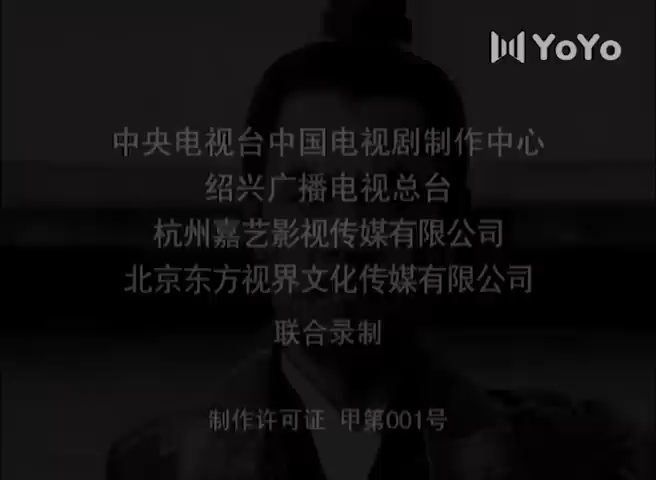 YoYo
中央电视台中国电视剧制作中心
绍兴广播电视总台
杭州嘉艺影视传媒有限公司
北京东方视界文化传媒有限公司
联合录制
制作许可证 甲第001号